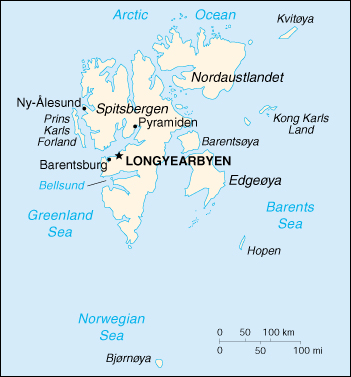 Arctic Ocean
Kvitøya
Nordaustlandet
Ny-Ålesund
Spitsbergen
Prins
Karls
Forland
Pyramiden
Kong Karls
Land
Barentsøya
LONGYEARBYEN
Barentsburg
Bellsund
Edgeøya
Greenland
Sea
Barents
Sea
Hopen
Norwegian
Sea
Bjørnøya
0 50 100 km
0 50 100 mi